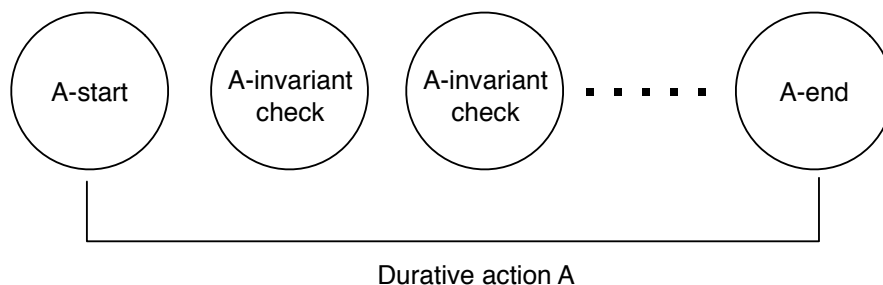 A-start
A-invariant
check
A-invariant
check
A-end
Durative action A